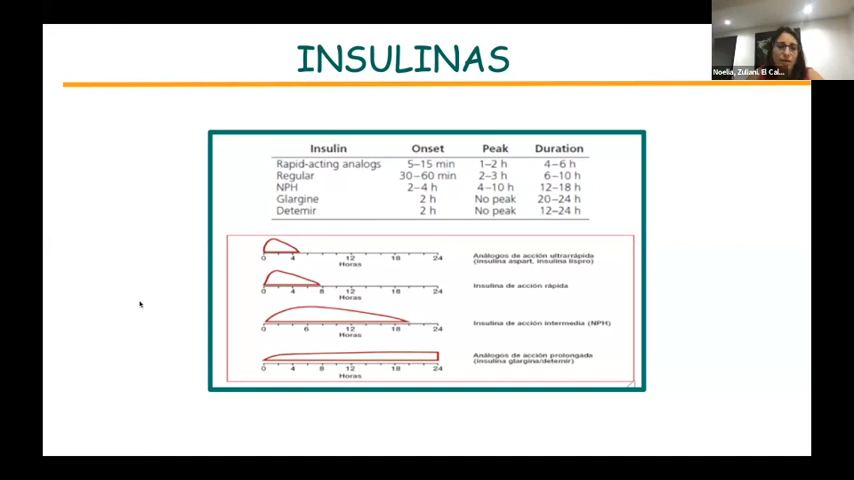 INSULINAS
Noelia, Zuliani. El Cal...
Insulin Onset Peak Duration
Rapid-acting analogs 5–15 min 1–2 h 4–6 h
Regular 30–60 min 2–3 h 6–10 h
NPH 2–4 h 4–10 h 12–18 h
Glargine 2 h No peak 20–24 h
Detemir 2 h No peak 12–24 h
0 4 12 18 24
Horas
Análogos de acción ultrarrápida
(insulina aspart, insulina lispro)
0 4 8 12 18 24
Horas
Insulina de acción rápida
0 6 12 18 24
Horas
Insulina de acción intermedia (NPH)
0 4 8 12 18 24
Horas
Análogos de acción prolongada
(insulina glargina/detemir)